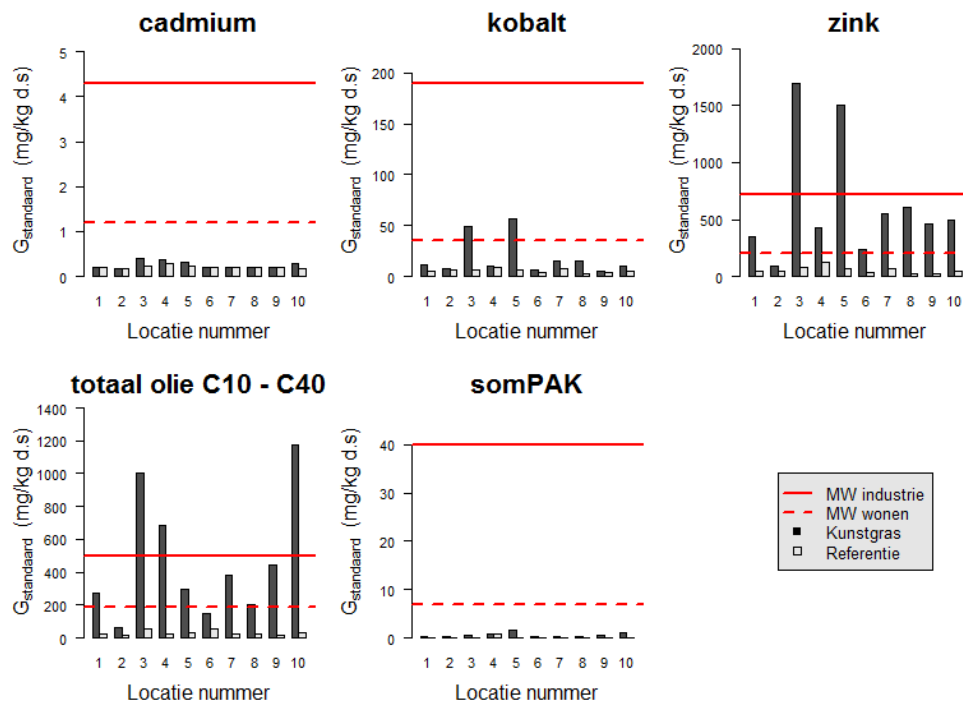 cadmium
G standaard (mg/kg d.s)
5
4
3
2
1
0
1 2 3 4 5 6 7 8 9 10
Locatie nummer
kobalt
G standaard (mg/kg d.s)
200
150
100
50
0
1 2 3 4 5 6 7 8 9 10
Locatie nummer
zink
G standaard (mg/kg d.s)
2000
1500
1000
500
0
1 2 3 4 5 6 7 8 9 10
Locatie nummer
totaal olie C10 - C40
G standaard (mg/kg d.s)
1400
1200
1000
800
600
400
200
0
1 2 3 4 5 6 7 8 9 10
Locatie nummer
somPAK
G standaard (mg/kg d.s)
40
30
20
10
0
1 2 3 4 5 6 7 8 9 10
Locatie nummer
MW industrie
MW wonen
Kunstgras
Referentie